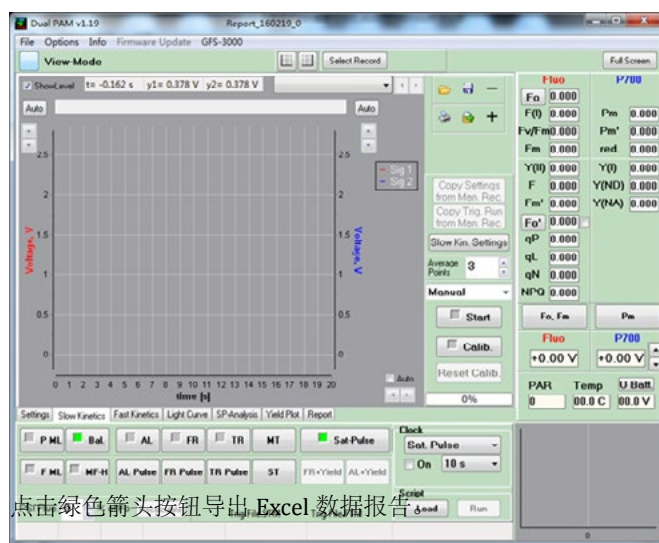 Dual PAM v1.19 Report_160219_0
File Options Info Firmware Update GFS-3000
View-Mode Select Record Full Screen
ShowLevel t= -0.162 s y1= 0.378 V y2= 0.378 V
Auto Auto
Sig 1
Sig 2
Voltage, V
2.5
2
1.5
1
0.5
0
2.5
2
1.5
1
0.5
0
Voltage, V
0 1 2 3 4 5 6 7 8 9 10 11 12 13 14 15 16 17 18 19 20
time [s]
Auto
Copy Settings
from Man. Rec.
Copy Trig. Run
from Man. Rec.
Slow Kin. Settings
Average
Points 3
Manual
Start
Calib.
Reset Calib.
0%
Fluo P700
Fo 0.000
F(I) 0.000 Pm 0.000
Fv/Fm 0.000 Pm' 0.000
Fm 0.000 red. 0.000
Y(II) 0.000 Y(I) 0.000
F 0.000 Y(ND) 0.000
Fm' 0.000 Y(NA) 0.000
Fo' 0.000
qP 0.000
qL 0.000
qN 0.000
NPQ 0.000
Fo, Fm Pm
Fluo P700
+0.00 V +0.00 V
PAR Temp U Batt.
0 00.0 C 00.0 V
Settings Slow Kinetics Fast Kinetics Light Curve SP-Analysis Yield Plot Report
P ML Bal. AL FR TR MT Sat-Pulse
F ML MF-H AL Pulse FR Pulse TR Pulse ST FR+Yield AL+Yield
Clock
Sat. Pulse
On 10 s
Script
Load Run
点击绿色箭头按钮导出 Excel 数据报告。
0